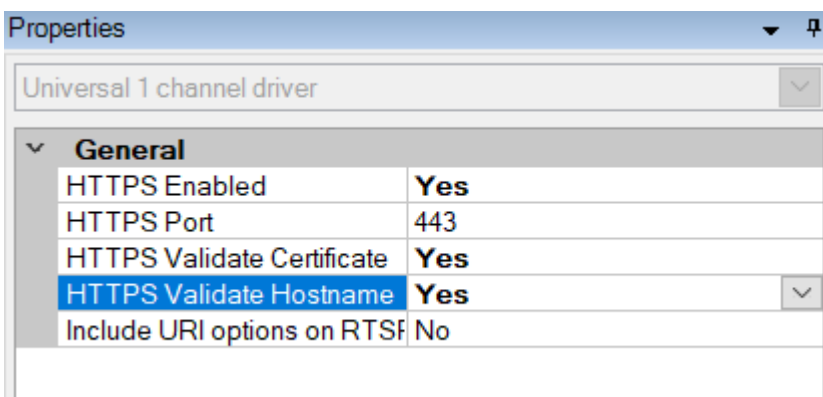 Properties
Universal 1 channel driver
General
HTTPS Enabled Yes
HTTPS Port 443
HTTPS Validate Certificate Yes
HTTPS Validate Hostname Yes
Include URI options on RTSP No